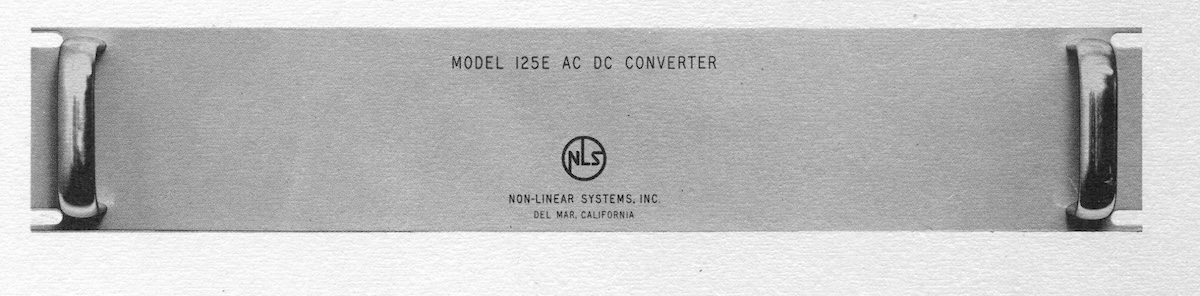 MODEL 125E AC DC CONVERTER
NLS
NON-LINEAR SYSTEMS, INC.
DEL MAR, CALIFORNIA